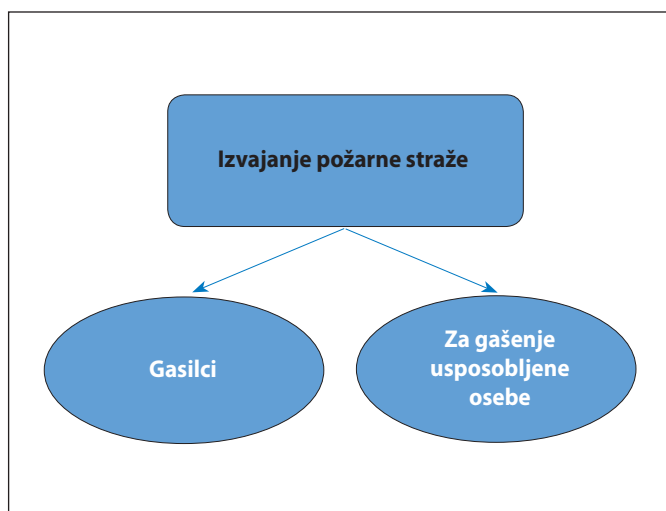 Izvajanje požarne straže
Gasilci
Za gašenje
usposobljene
osebe